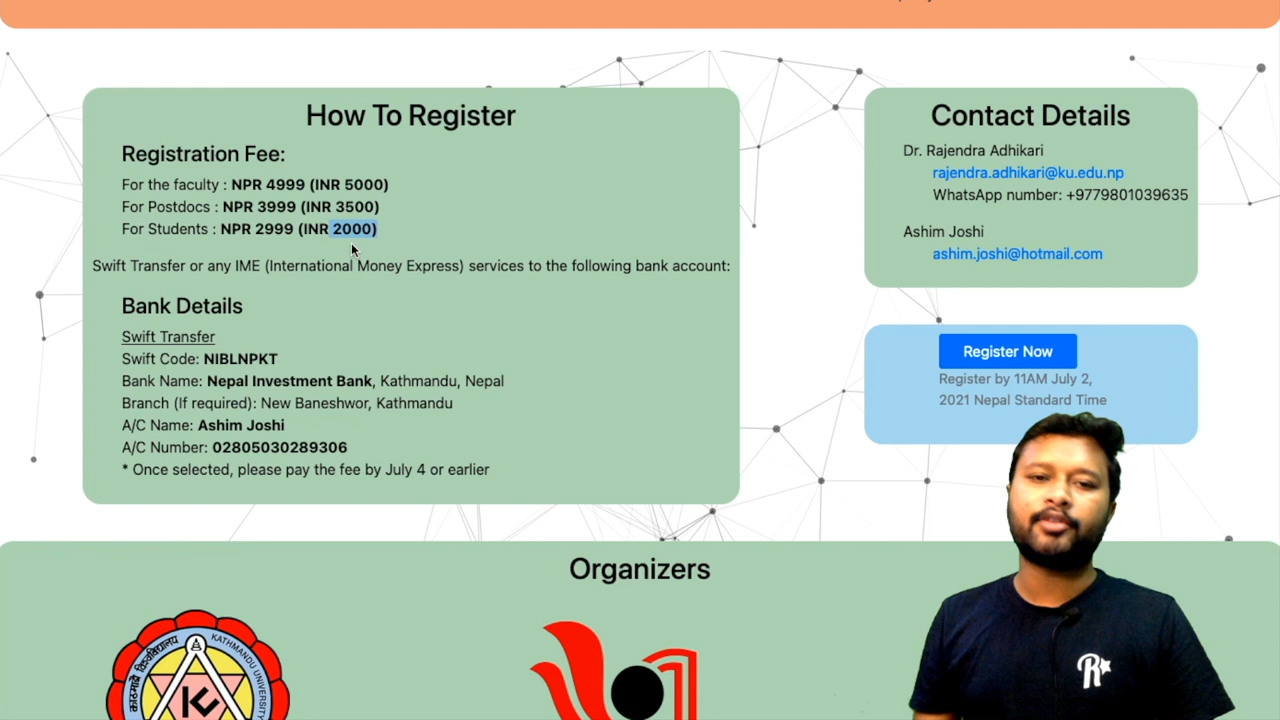 How To Register
Registration Fee:
For the faculty : NPR 4999 (INR 5000)
For Postdocs : NPR 3999 (INR 3500)
For Students : NPR 2999 (INR 2000)
Swift Transfer or any IME (International Money Express) services to the following bank account:
Bank Details
Swift Transfer
Swift Code: NIBLNPKT
Bank Name: Nepal Investment Bank, Kathmandu, Nepal
Branch (If required): New Baneshwor, Kathmandu
A/C Name: Ashim Joshi
A/C Number: 02805030289306
* Once selected, please pay the fee by July 4 or earlier
Contact Details
Dr. Rajendra Adhikari
rajendra.adhikari@ku.edu.np
WhatsApp number: +9779801039635
Ashim Joshi
ashim.joshi@hotmail.com
Register Now
Register by 11AM July 2,
2021 Nepal Standard Time
Organizers
KATHMANDU UNIVERSITY
R